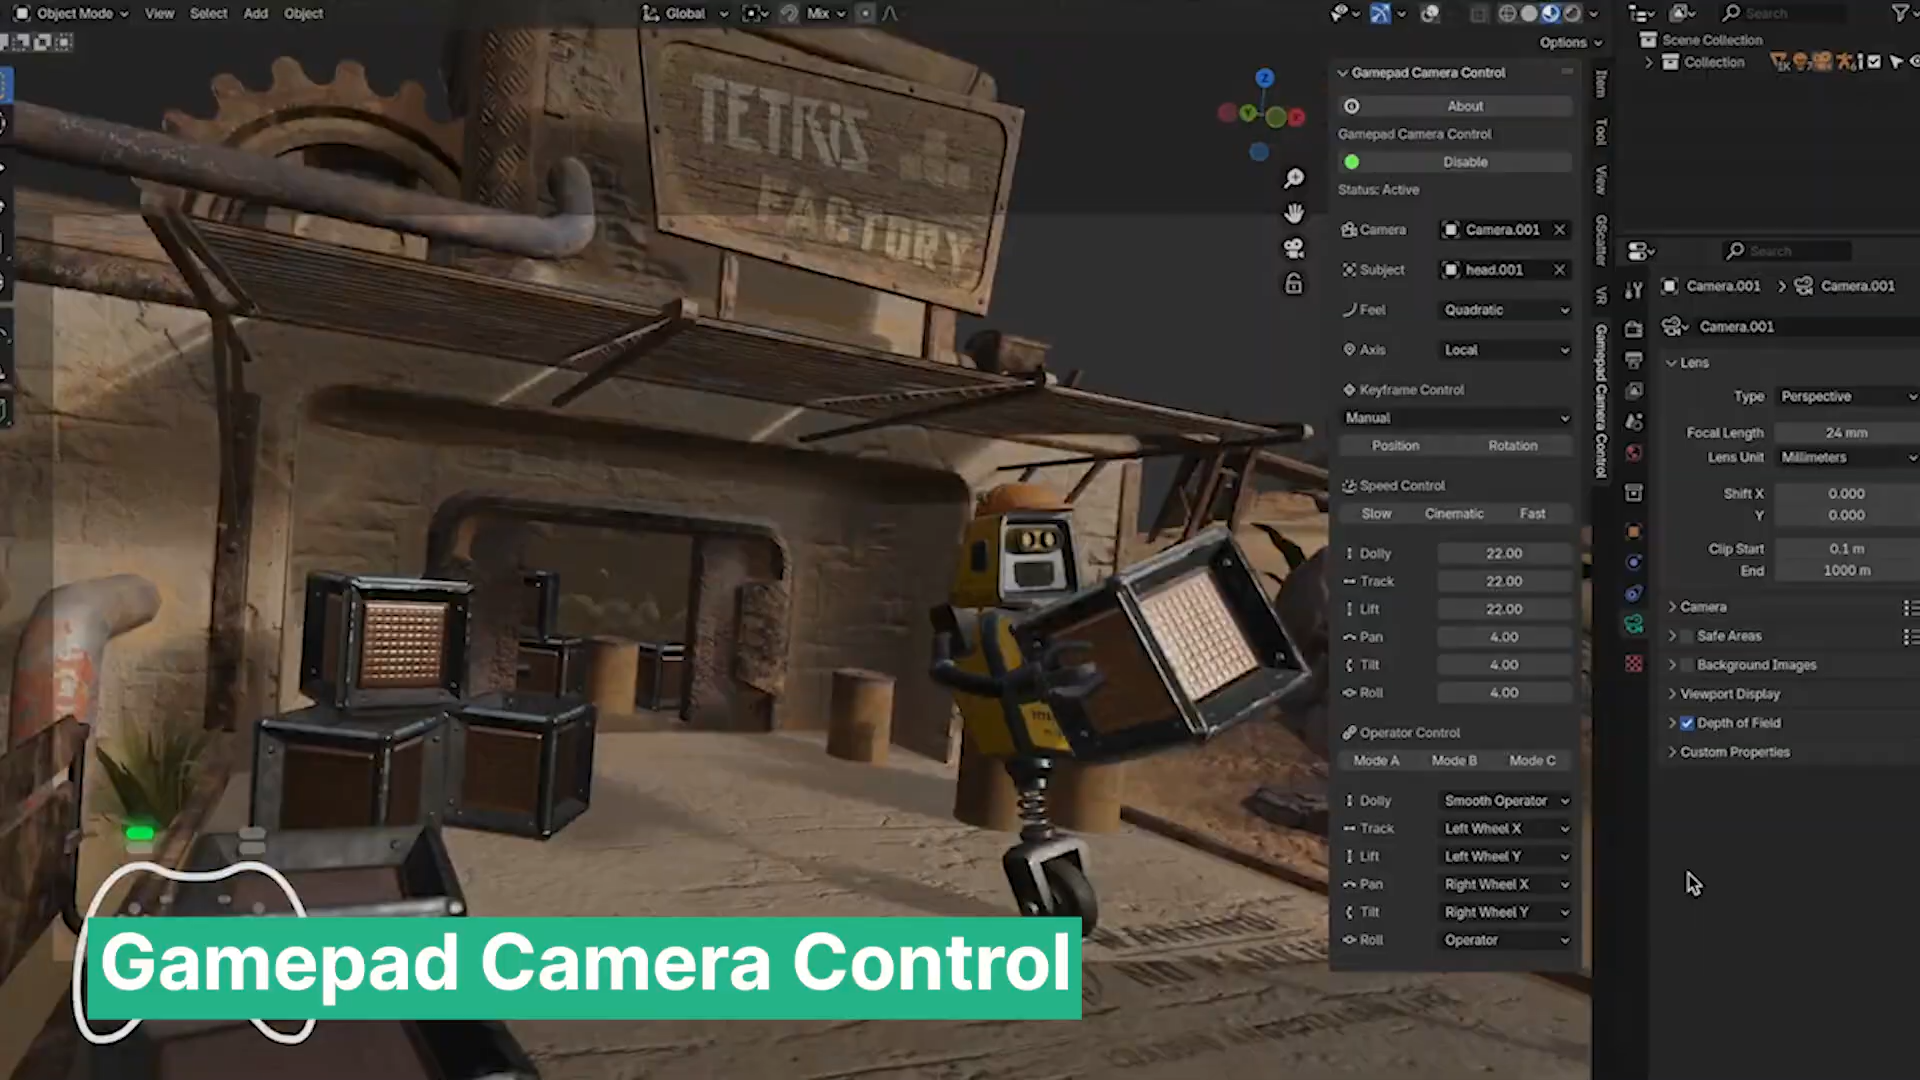 Object Mode View Select Add Object
Global
Mix
Options
Search
Scene Collection
Collection
TETRIS
FACTORY
Gamepad Camera Control
About
Gamepad Camera Control
Disable
Status: Active
Camera Camera.001
Subject head.001
Feel Quadratic
Axis Local
Keyframe Control
Manual
Position Rotation
Speed Control
Slow Cinematic Fast
Dolly 22.00
Track 22.00
Lift 22.00
Pan 4.00
Tilt 4.00
Roll 4.00
Operator Control
Mode A Mode B Mode C
Dolly Smooth Operator
Track Left Wheel X
Lift Left Wheel Y
Pan Right Wheel X
Tilt Right Wheel Y
Roll Operator
Item
Tool
View
GScatter
VR
Gamepad Camera Control
Search
Camera.001 Camera.001
Camera.001
Lens
Type Perspective
Focal Length 24 mm
Lens Unit Millimeters
Shift X 0.000
Y 0.000
Clip Start 0.1 m
End 1000 m
Camera
Safe Areas
Background Images
Viewport Display
Depth of Field
Custom Properties
Z
Y
X
Gamepad Camera Control